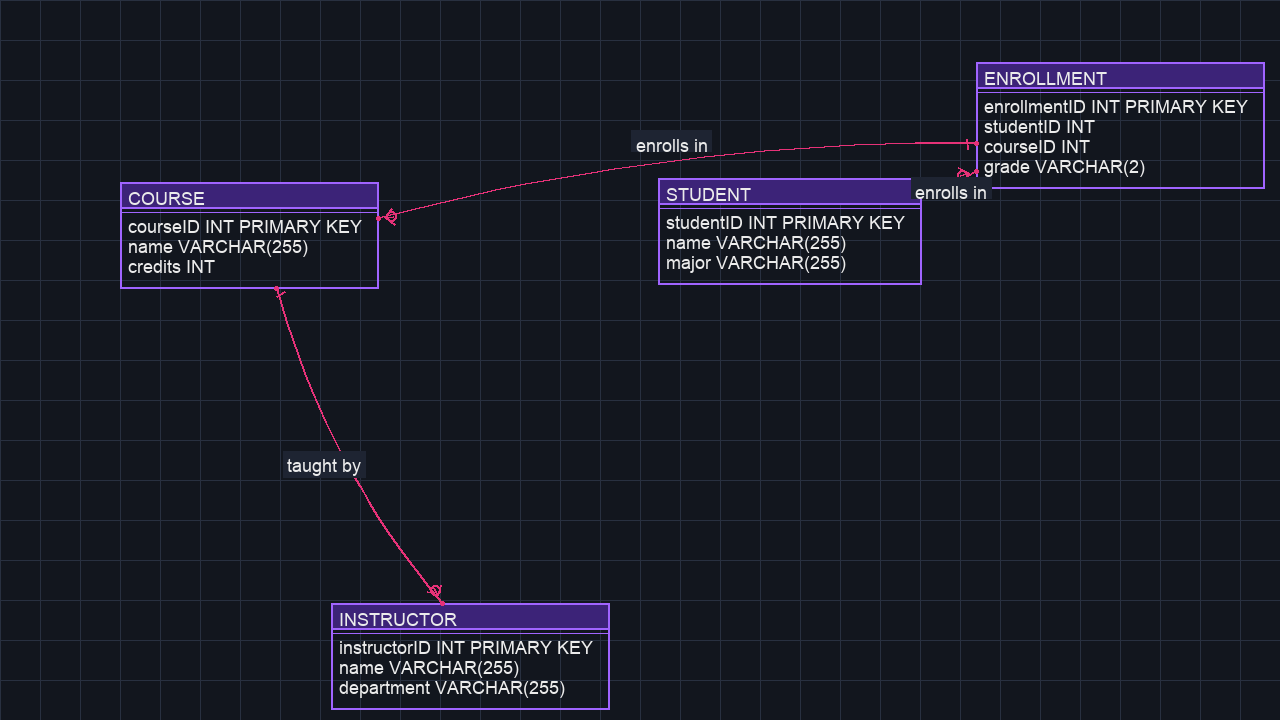 ENROLLMENT
enrollmentID INT PRIMARY KEY
studentID INT
courseID INT
grade VARCHAR(2)
enrolls in
enrolls in
COURSE
courseID INT PRIMARY KEY
name VARCHAR(255)
credits INT
STUDENT
studentID INT PRIMARY KEY
name VARCHAR(255)
major VARCHAR(255)
taught by
INSTRUCTOR
instructorID INT PRIMARY KEY
name VARCHAR(255)
department VARCHAR(255)